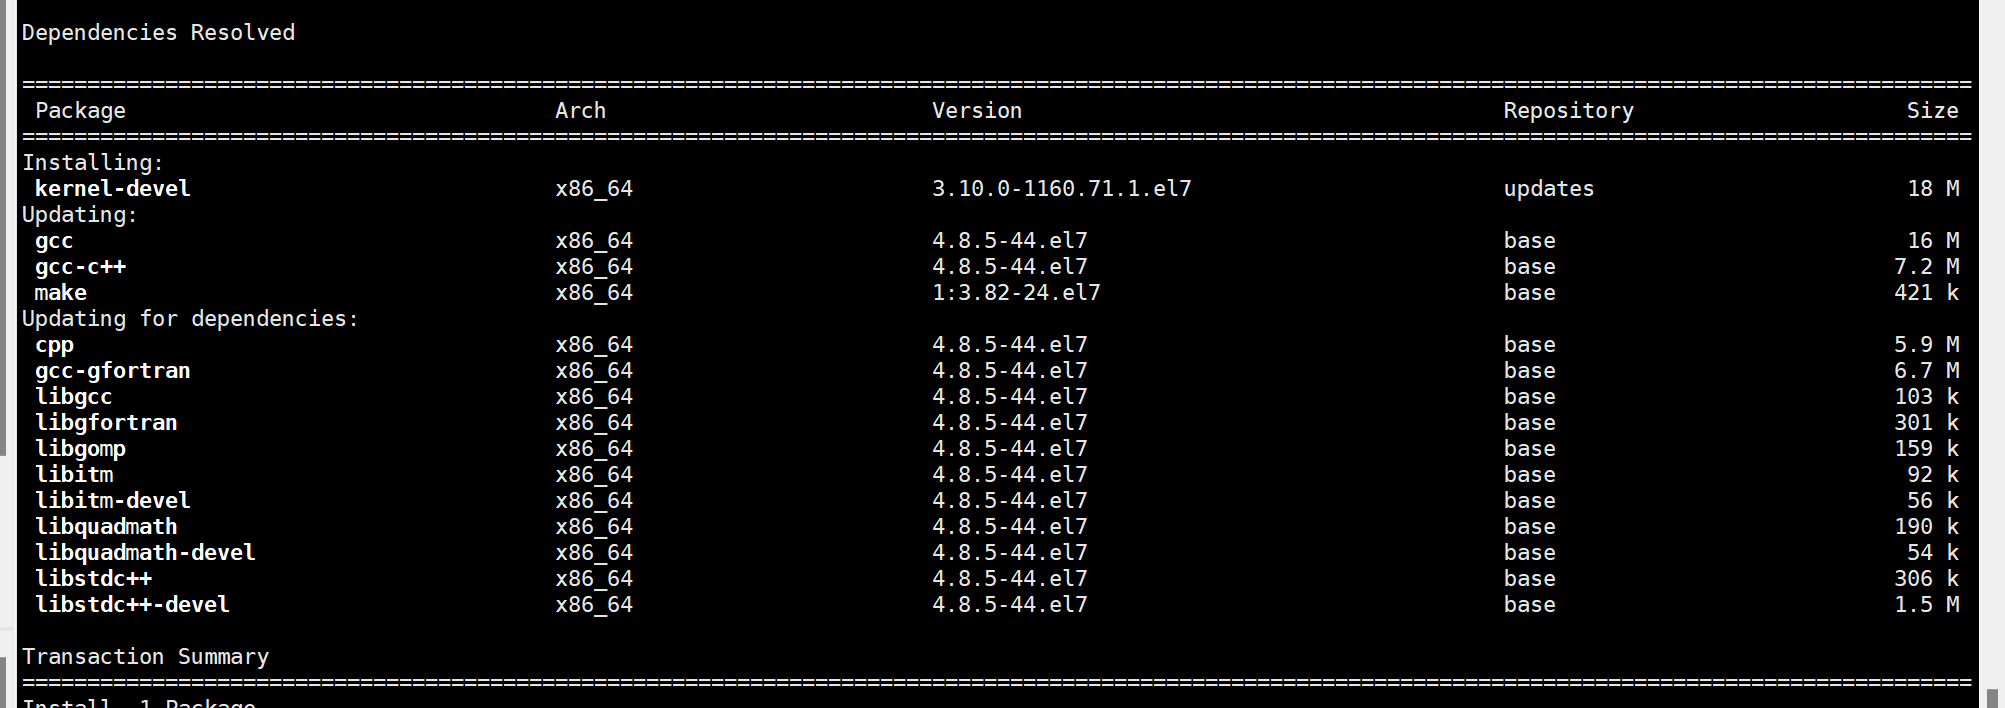 Dependencies Resolved
======================================================================================================================================================
Package Arch Version Repository Size
======================================================================================================================================================
Installing:
kernel-devel x86_64 3.10.0-1160.71.1.el7 updates 18 M
Updating:
gcc x86_64 4.8.5-44.el7 base 16 M
gcc-c++ x86_64 4.8.5-44.el7 base 7.2 M
make x86_64 1:3.82-24.el7 base 421 k
Updating for dependencies:
cpp x86_64 4.8.5-44.el7 base 5.9 M
gcc-gfortran x86_64 4.8.5-44.el7 base 6.7 M
libgcc x86_64 4.8.5-44.el7 base 103 k
libgfortran x86_64 4.8.5-44.el7 base 301 k
libgomp x86_64 4.8.5-44.el7 base 159 k
libitm x86_64 4.8.5-44.el7 base 92 k
libitm-devel x86_64 4.8.5-44.el7 base 56 k
libquadmath x86_64 4.8.5-44.el7 base 190 k
libquadmath-devel x86_64 4.8.5-44.el7 base 54 k
libstdc++ x86_64 4.8.5-44.el7 base 306 k
libstdc++-devel x86_64 4.8.5-44.el7 base 1.5 M
Transaction Summary
======================================================================================================================================================
Install 1 Package